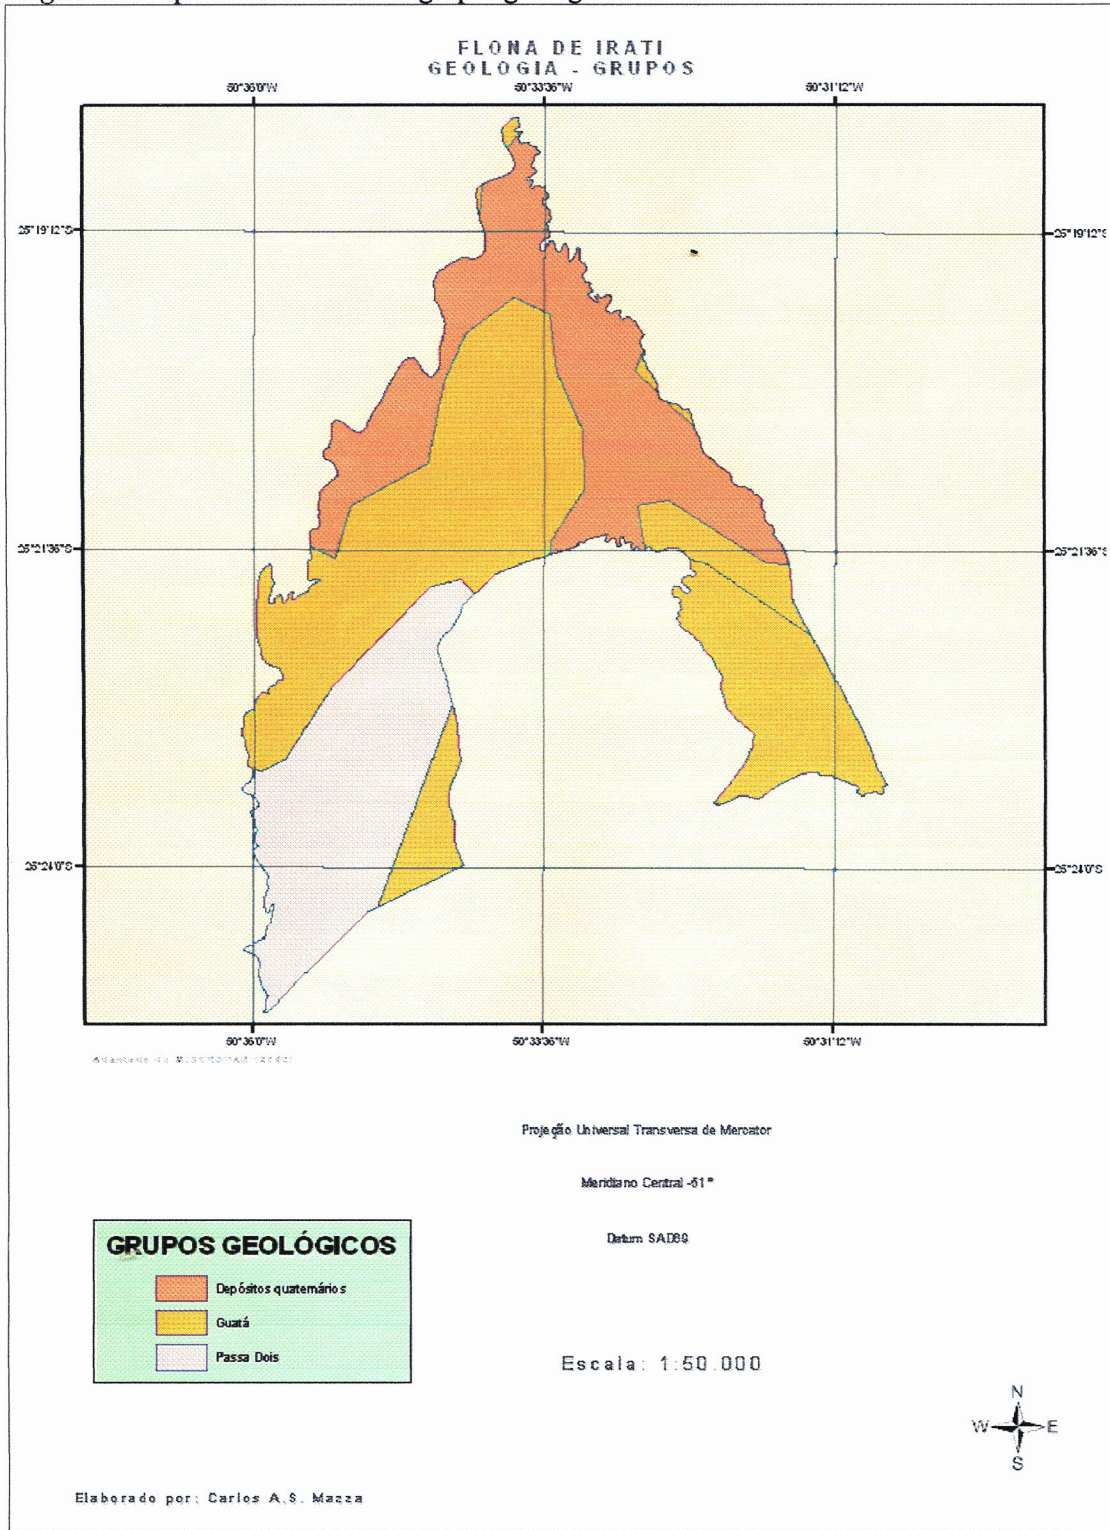 FLONA DE IRATI
GEOLOGIA - GRUPOS
50°36'0"W 50°33'36"W 50°31'12"W
25°19'12"S 25°19'12"S
25°21'36"S 25°21'36"S
25°24'0"S 25°24'0"S
50°36'0"W 50°33'36"W 50°31'12"W
Projeção Universal Transversa de Mercator
Meridiano Central -51°
Datum SAD69
GRUPOS GEOLÓGICOS
Depósitos quaternários
Guatá
Passa Dois
Escala: 1:50.000
N
W E
S
Elaborado por: Carlos A.S. Mazza